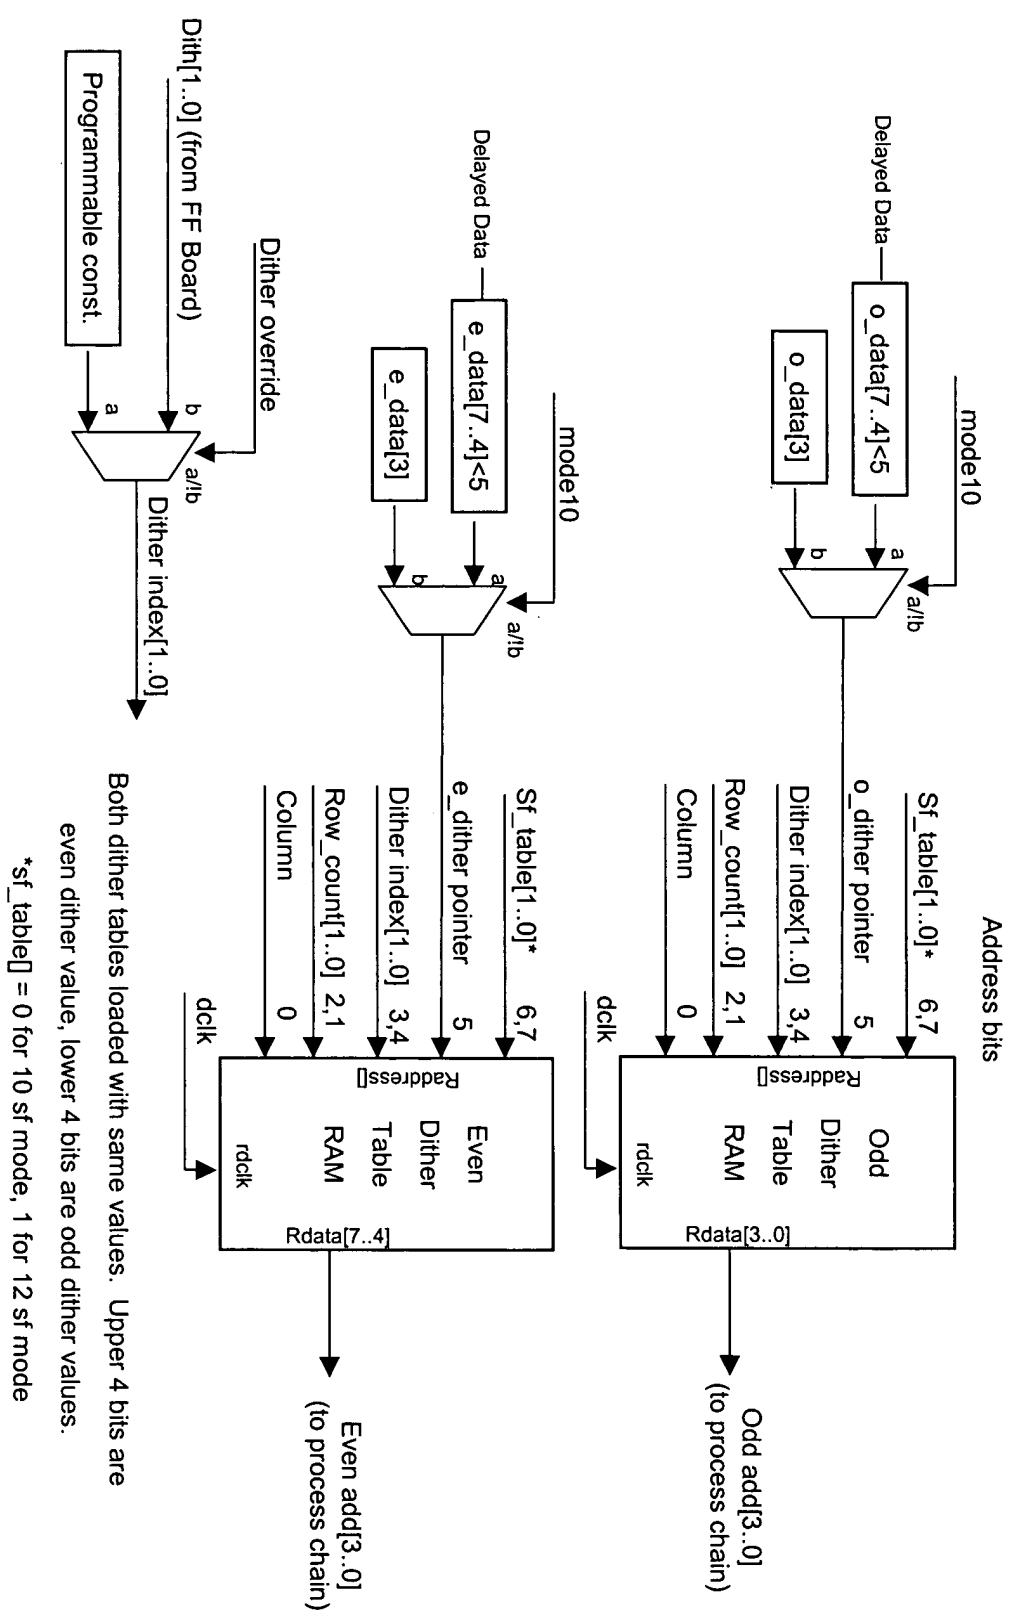 Address bits
mode10
Delayed Data
o_data[7..4]<5
a
a/!b
o_data[3]
b
Sf_table[1..0]* 6,7
o_dither pointer 5
Dither index[1..0] 3,4
Row_count[1..0] 2,1
Column 0
dclk
Raddress[]
Odd
Dither
Table
RAM
rdclk
Rdata[3..0]
Odd add[3..0]
(to process chain)
mode10
Delayed Data
e_data[7..4]<5
a
a/!b
e_data[3]
b
Sf_table[1..0]* 6,7
e_dither pointer 5
Dither index[1..0] 3,4
Row_count[1..0] 2,1
Column 0
dclk
Raddress[]
Even
Dither
Table
RAM
rdclk
Rdata[7..4]
Even add[3..0]
(to process chain)
Dither override
Dith[1..0] (from FF Board)
b
a/!b
Programmable const.
a
Dither index[1..0]
Both dither tables loaded with same values. Upper 4 bits are
even dither value, lower 4 bits are odd dither values.
*sf_table[] = 0 for 10 sf mode, 1 for 12 sf mode